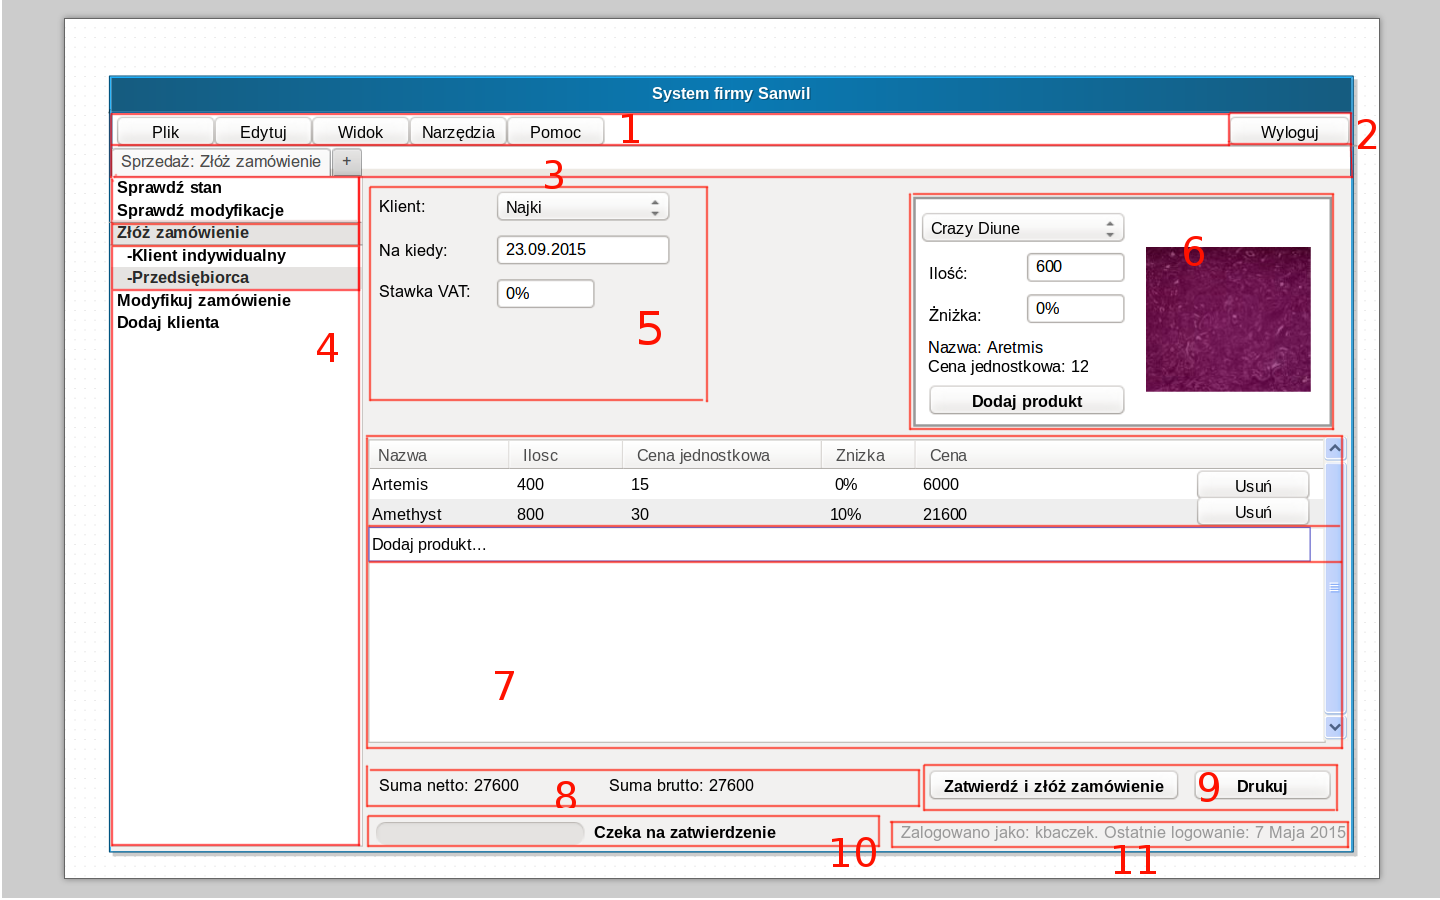 System firmy Sanwil
Plik Edytuj Widok Narzędzia Pomoc 1 Wyloguj 2
Sprzedaż: Złóż zamówienie +
3
Sprawdź stan
Sprawdź modyfikacje
Złóż zamówienie
-Klient indywidualny
-Przedsiębiorca
Modyfikuj zamówienie
Dodaj klienta
4
Klient: Najki
Na kiedy: 23.09.2015
Stawka VAT: 0%
5
Crazy Diune
6
Ilość: 600
Żniżka: 0%
Nazwa: Aretmis
Cena jednostkowa: 12
Dodaj produkt
Nazwa Ilosc Cena jednostkowa Znizka Cena
Artemis 400 15 0% 6000 Usuń
Amethyst 800 30 10% 21600 Usuń
Dodaj produkt...
7
Suma netto: 27600 Suma brutto: 27600
8
Zatwierdź i złóż zamówienie 9 Drukuj
Czeka na zatwierdzenie
10
Zalogowano jako: kbaczek. Ostatnie logowanie: 7 Maja 2015
11